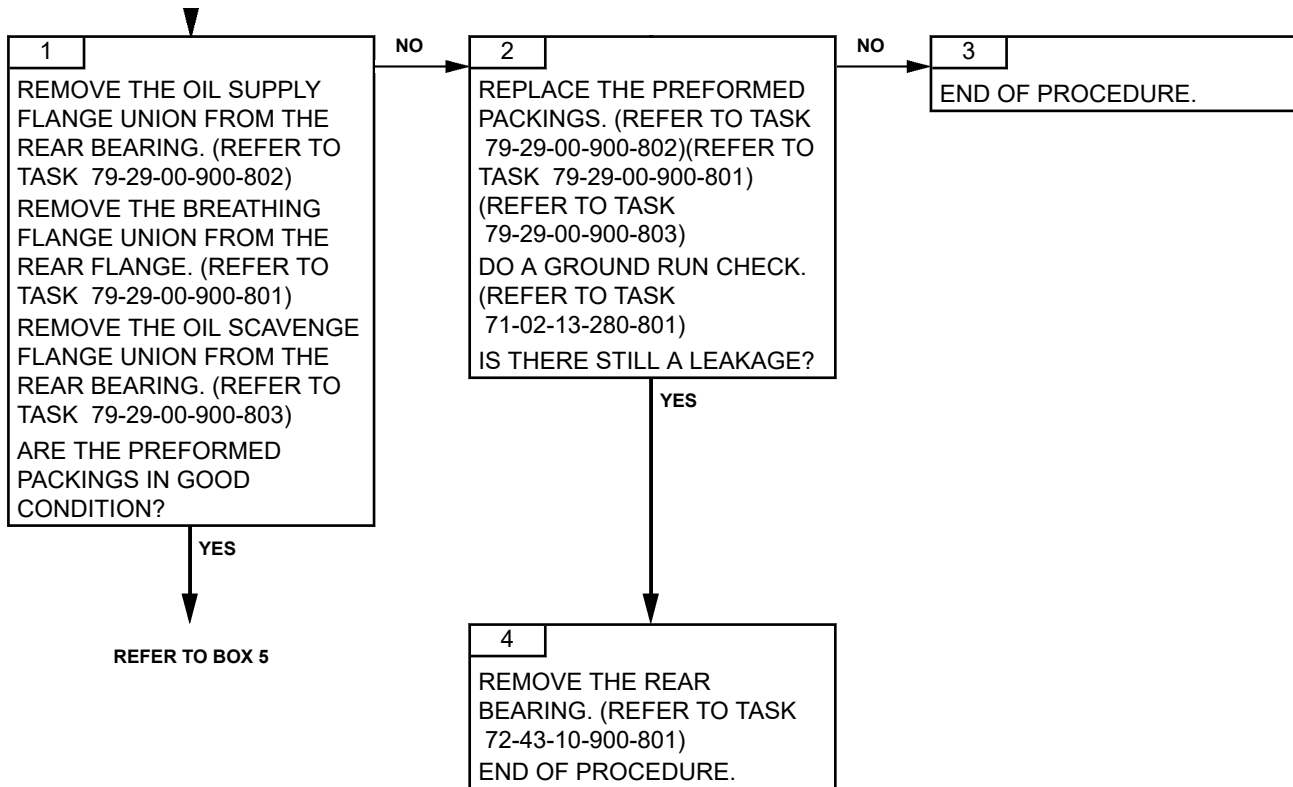 1
REMOVE THE OIL SUPPLY
FLANGE UNION FROM THE
REAR BEARING. (REFER TO
TASK 79-29-00-900-802)
REMOVE THE BREATHING
FLANGE UNION FROM THE
REAR FLANGE. (REFER TO
TASK 79-29-00-900-801)
REMOVE THE OIL SCAVENGE
FLANGE UNION FROM THE
REAR BEARING. (REFER TO
TASK 79-29-00-900-803)
ARE THE PREFORMED
PACKINGS IN GOOD
CONDITION?
NO
YES
REFER TO BOX 5
2
REPLACE THE PREFORMED
PACKINGS. (REFER TO TASK
79-29-00-900-802)(REFER TO
TASK 79-29-00-900-801)
(REFER TO TASK
79-29-00-900-803)
DO A GROUND RUN CHECK.
(REFER TO TASK
71-02-13-280-801)
IS THERE STILL A LEAKAGE?
NO
YES
3
END OF PROCEDURE.
4
REMOVE THE REAR
BEARING. (REFER TO TASK
72-43-10-900-801)
END OF PROCEDURE.